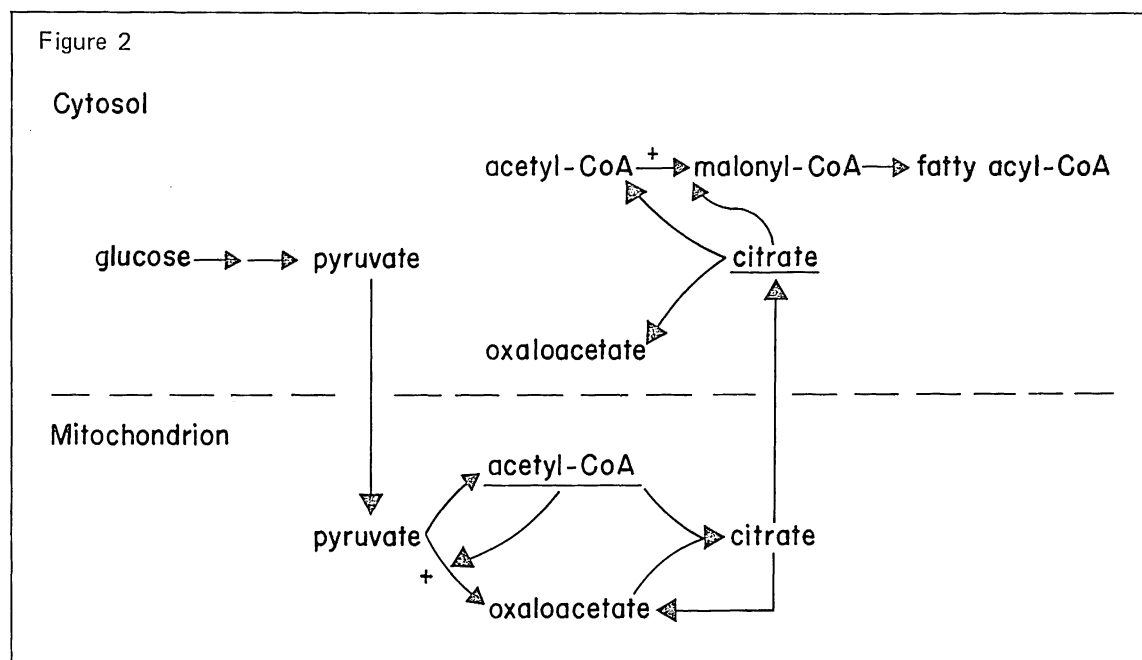 Figure 2
Cytosol
acetyl-CoA + malonyl-CoA fatty acyl-CoA
glucose pyruvate citrate
oxaloacetate
Mitochondrion
acetyl-CoA
pyruvate citrate
+
oxaloacetate